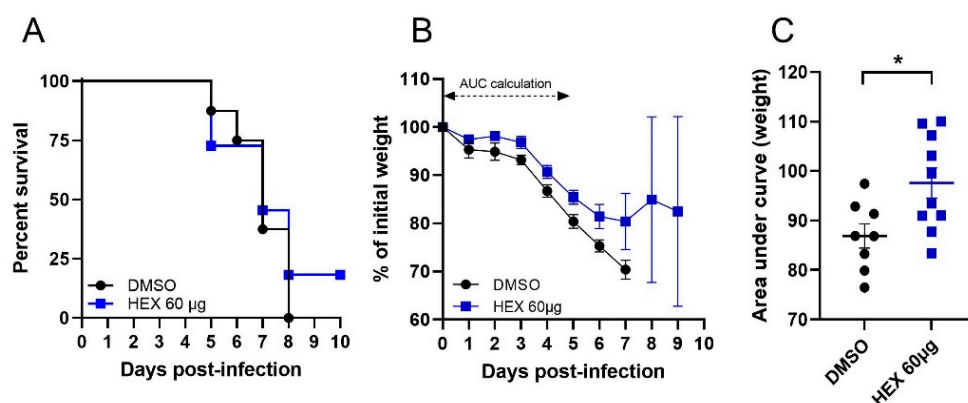 A
Percent survival
100
75
50
25
0
DMSO
HEX 60 µg
0 1 2 3 4 5 6 7 8 9 10
Days post-infection
B
% of initial weight
110
100
90
80
70
60
AUC calculation
DMSO
HEX 60µg
0 1 2 3 4 5 6 7 8 9 10
Days post-infection
C
Area under curve (weight)
120
110
100
90
80
70
*
DMSO
HEX 60µg